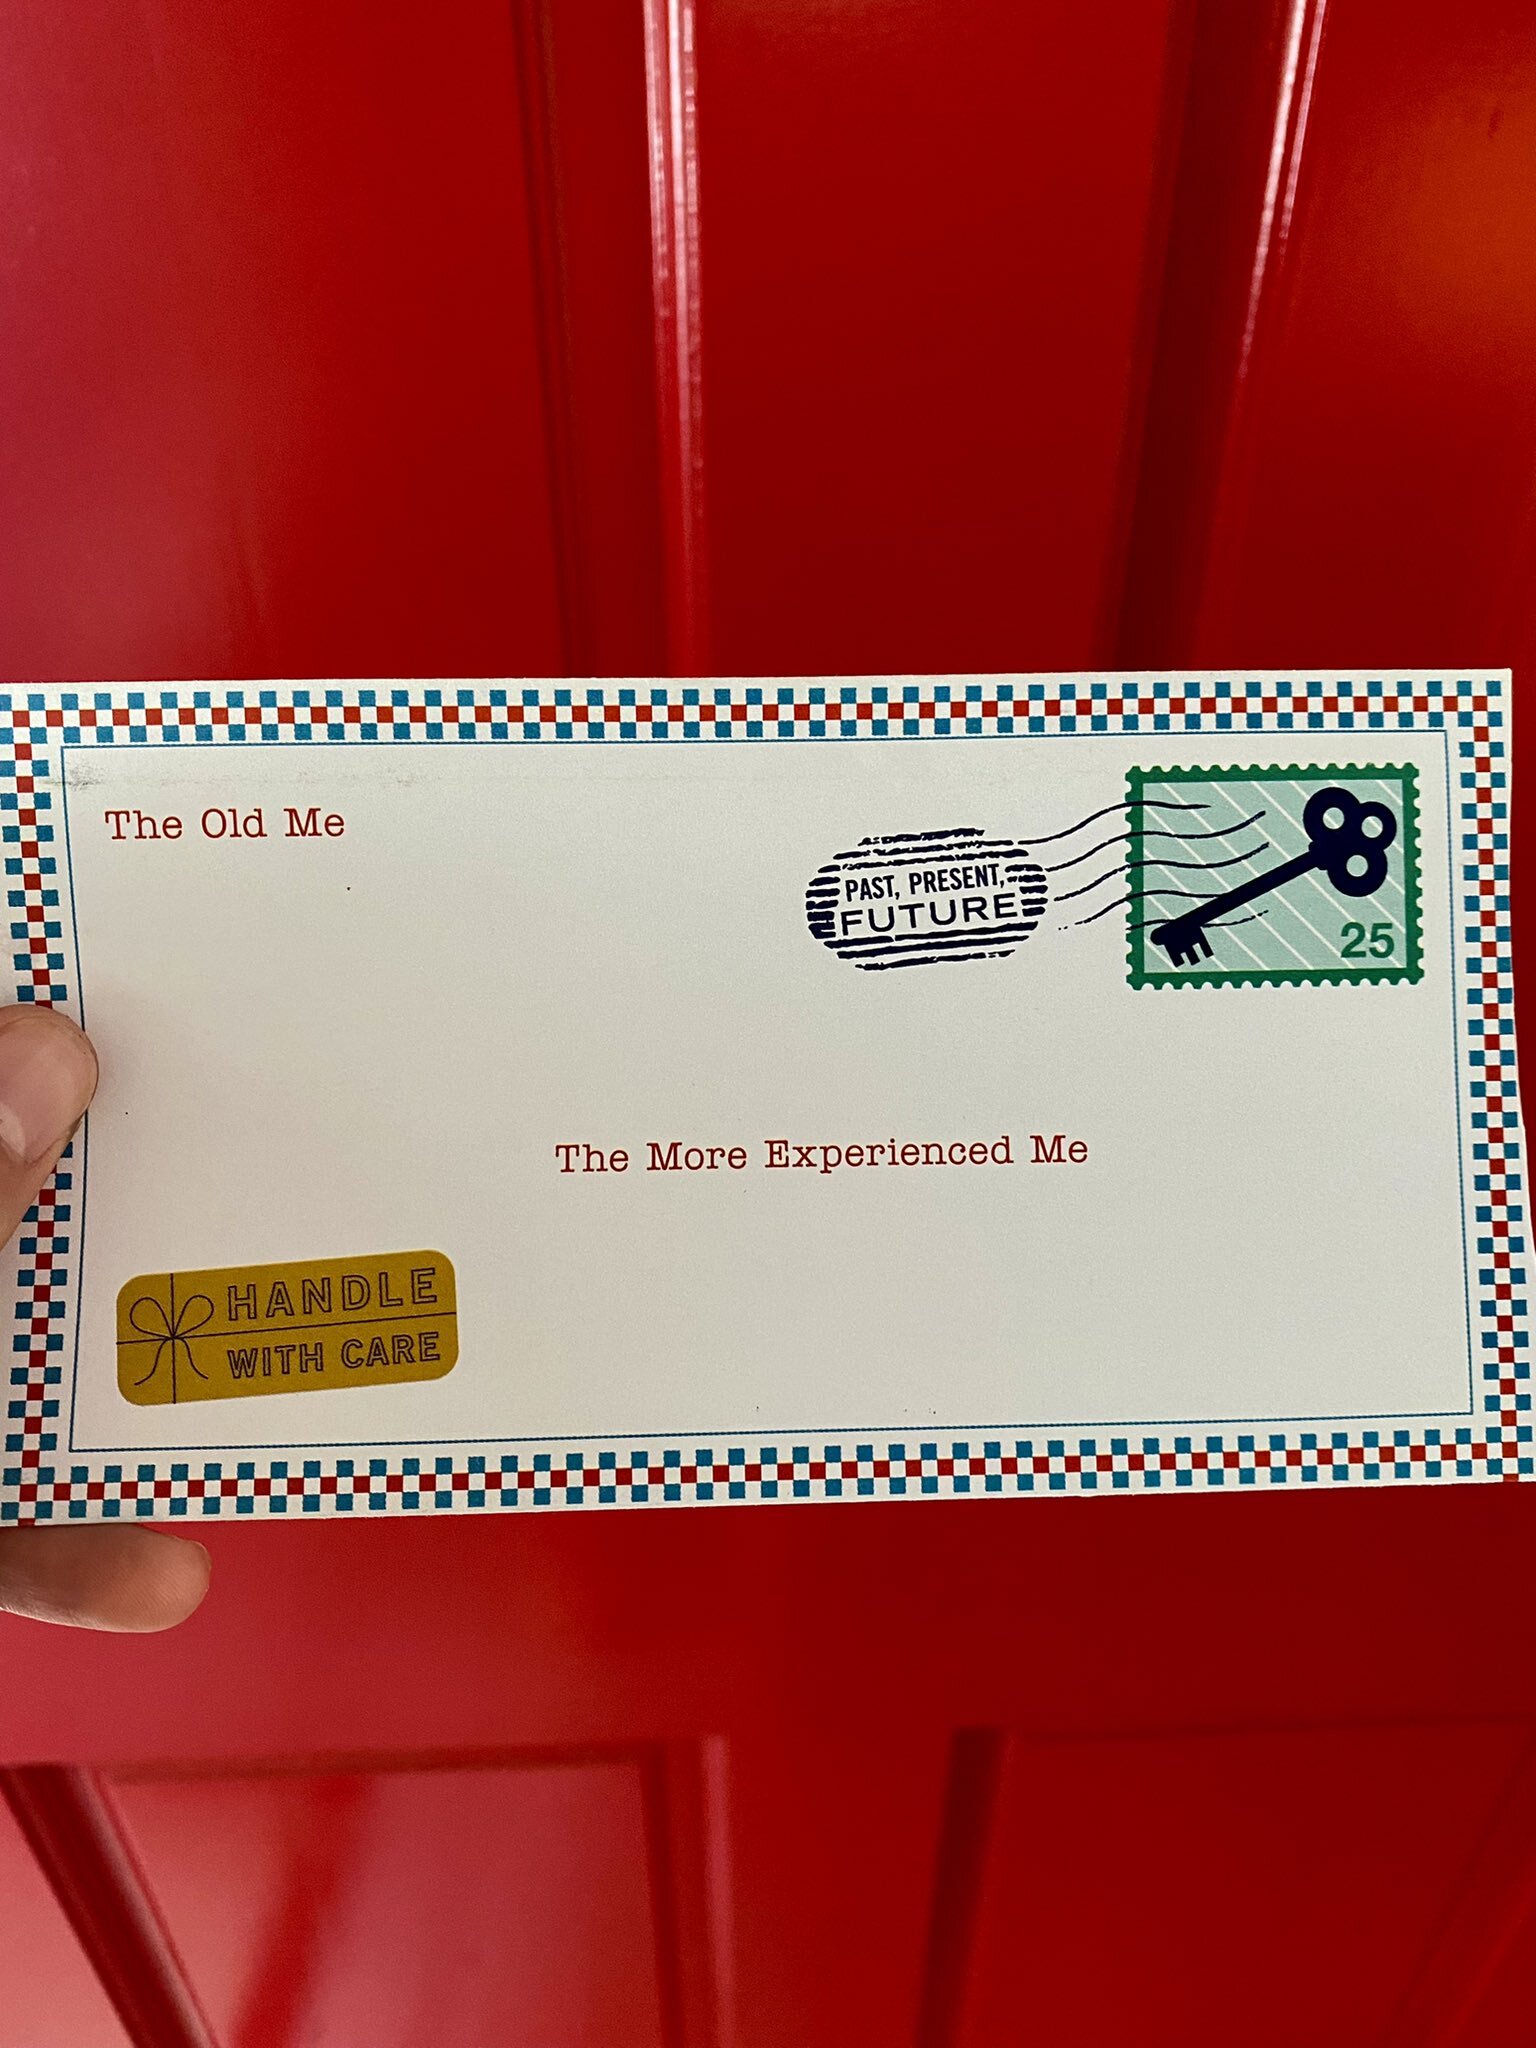 The Old Me
PAST, PRESENT,
FUTURE
25
The More Experienced Me
HANDLE
WITH CARE